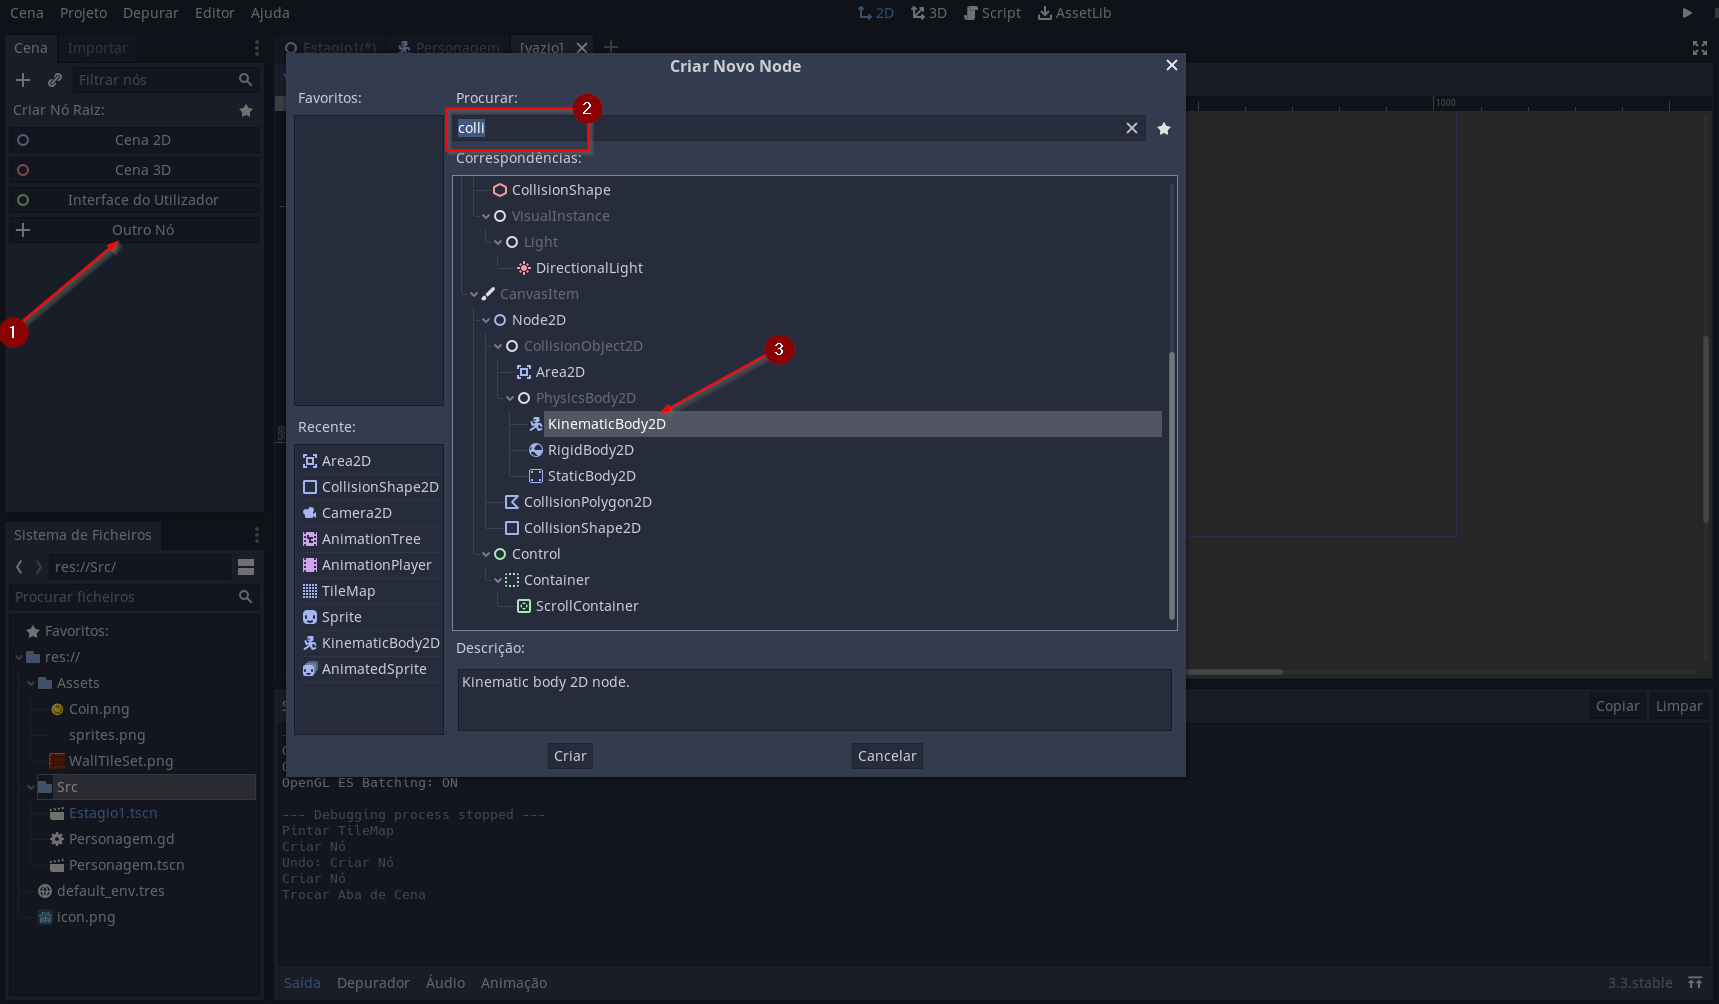 Cena Projeto Depurar Editor Ajuda
2D 3D Script AssetLib
Cena Importar
Estagio1(*) Personagem [vazio]
Filtrar nós
Criar Nó Raiz:
Cena 2D
Cena 3D
Interface do Utilizador
Outro Nó
1
Sistema de Ficheiros
res://Src/
Procurar ficheiros
Favoritos:
res://
Assets
Coin.png
sprites.png
WallTileSet.png
Src
Estagio1.tscn
Personagem.gd
Personagem.tscn
default_env.tres
icon.png
Criar Novo Node
Favoritos:
Procurar:
2
colli
Correspondências:
CollisionShape
VisualInstance
Light
DirectionalLight
CanvasItem
Node2D
CollisionObject2D
3
Area2D
PhysicsBody2D
KinematicBody2D
RigidBody2D
StaticBody2D
CollisionPolygon2D
CollisionShape2D
Control
Container
ScrollContainer
Recente:
Area2D
CollisionShape2D
Camera2D
AnimationTree
AnimationPlayer
TileMap
Sprite
KinematicBody2D
AnimatedSprite
Descrição:
Kinematic body 2D node.
Criar Cancelar
1000
500
Copiar Limpar
OpenGL ES Batching: ON
--- Debugging process stopped ---
Pintar TileMap
Criar Nó
Undo: Criar Nó
Criar Nó
Trocar Aba de Cena
Saída Depurador Áudio Animação
3.3.stable